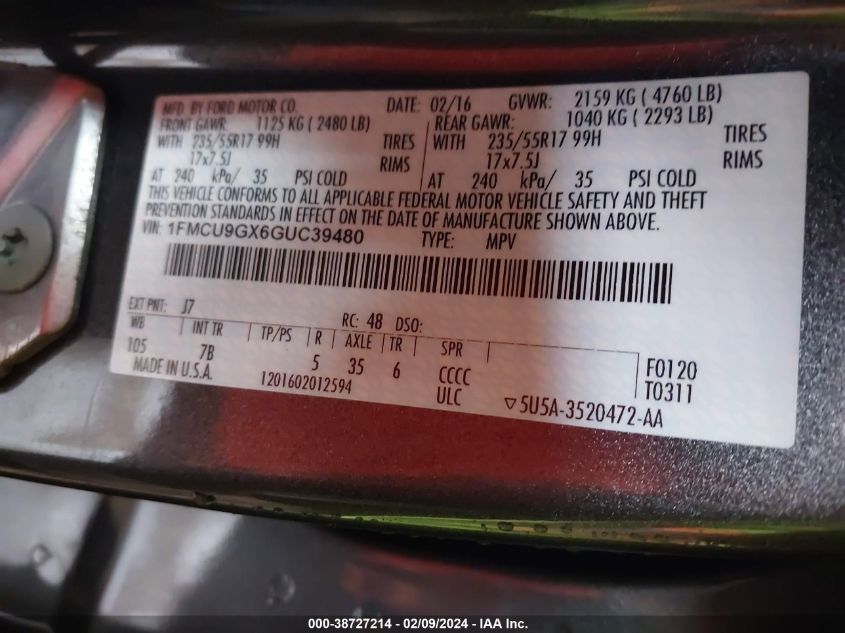 MFD. BY FORD MOTOR CO. DATE: 02/16 GVWR: 2159 KG ( 4760 LB)
FRONT GAWR: 1125 KG ( 2480 LB) REAR GAWR: 1040 KG ( 2293 LB)
WITH 235/55R17 99H TIRES WITH 235/55R17 99H TIRES
17x7.5J RIMS 17x7.5J RIMS
AT 240 kPa/ 35 PSI COLD AT 240 kPa/ 35 PSI COLD
THIS VEHICLE CONFORMS TO ALL APPLICABLE FEDERAL MOTOR VEHICLE SAFETY AND THEFT
PREVENTION STANDARDS IN EFFECT ON THE DATE OF MANUFACTURE SHOWN ABOVE.
VIN: 1FMCU9GX6GUC39480 TYPE: MPV
EXT PNT: J7 RC: 48 DSO:
WB INT TR TP/PS R AXLE TR SPR
105 7B 5 35 6 CCCC F0120
MADE IN U.S.A. 1201602012594 ULC T0311
▽5U5A-3520472-AA
000-38727214 - 02/09/2024 - IAA Inc.